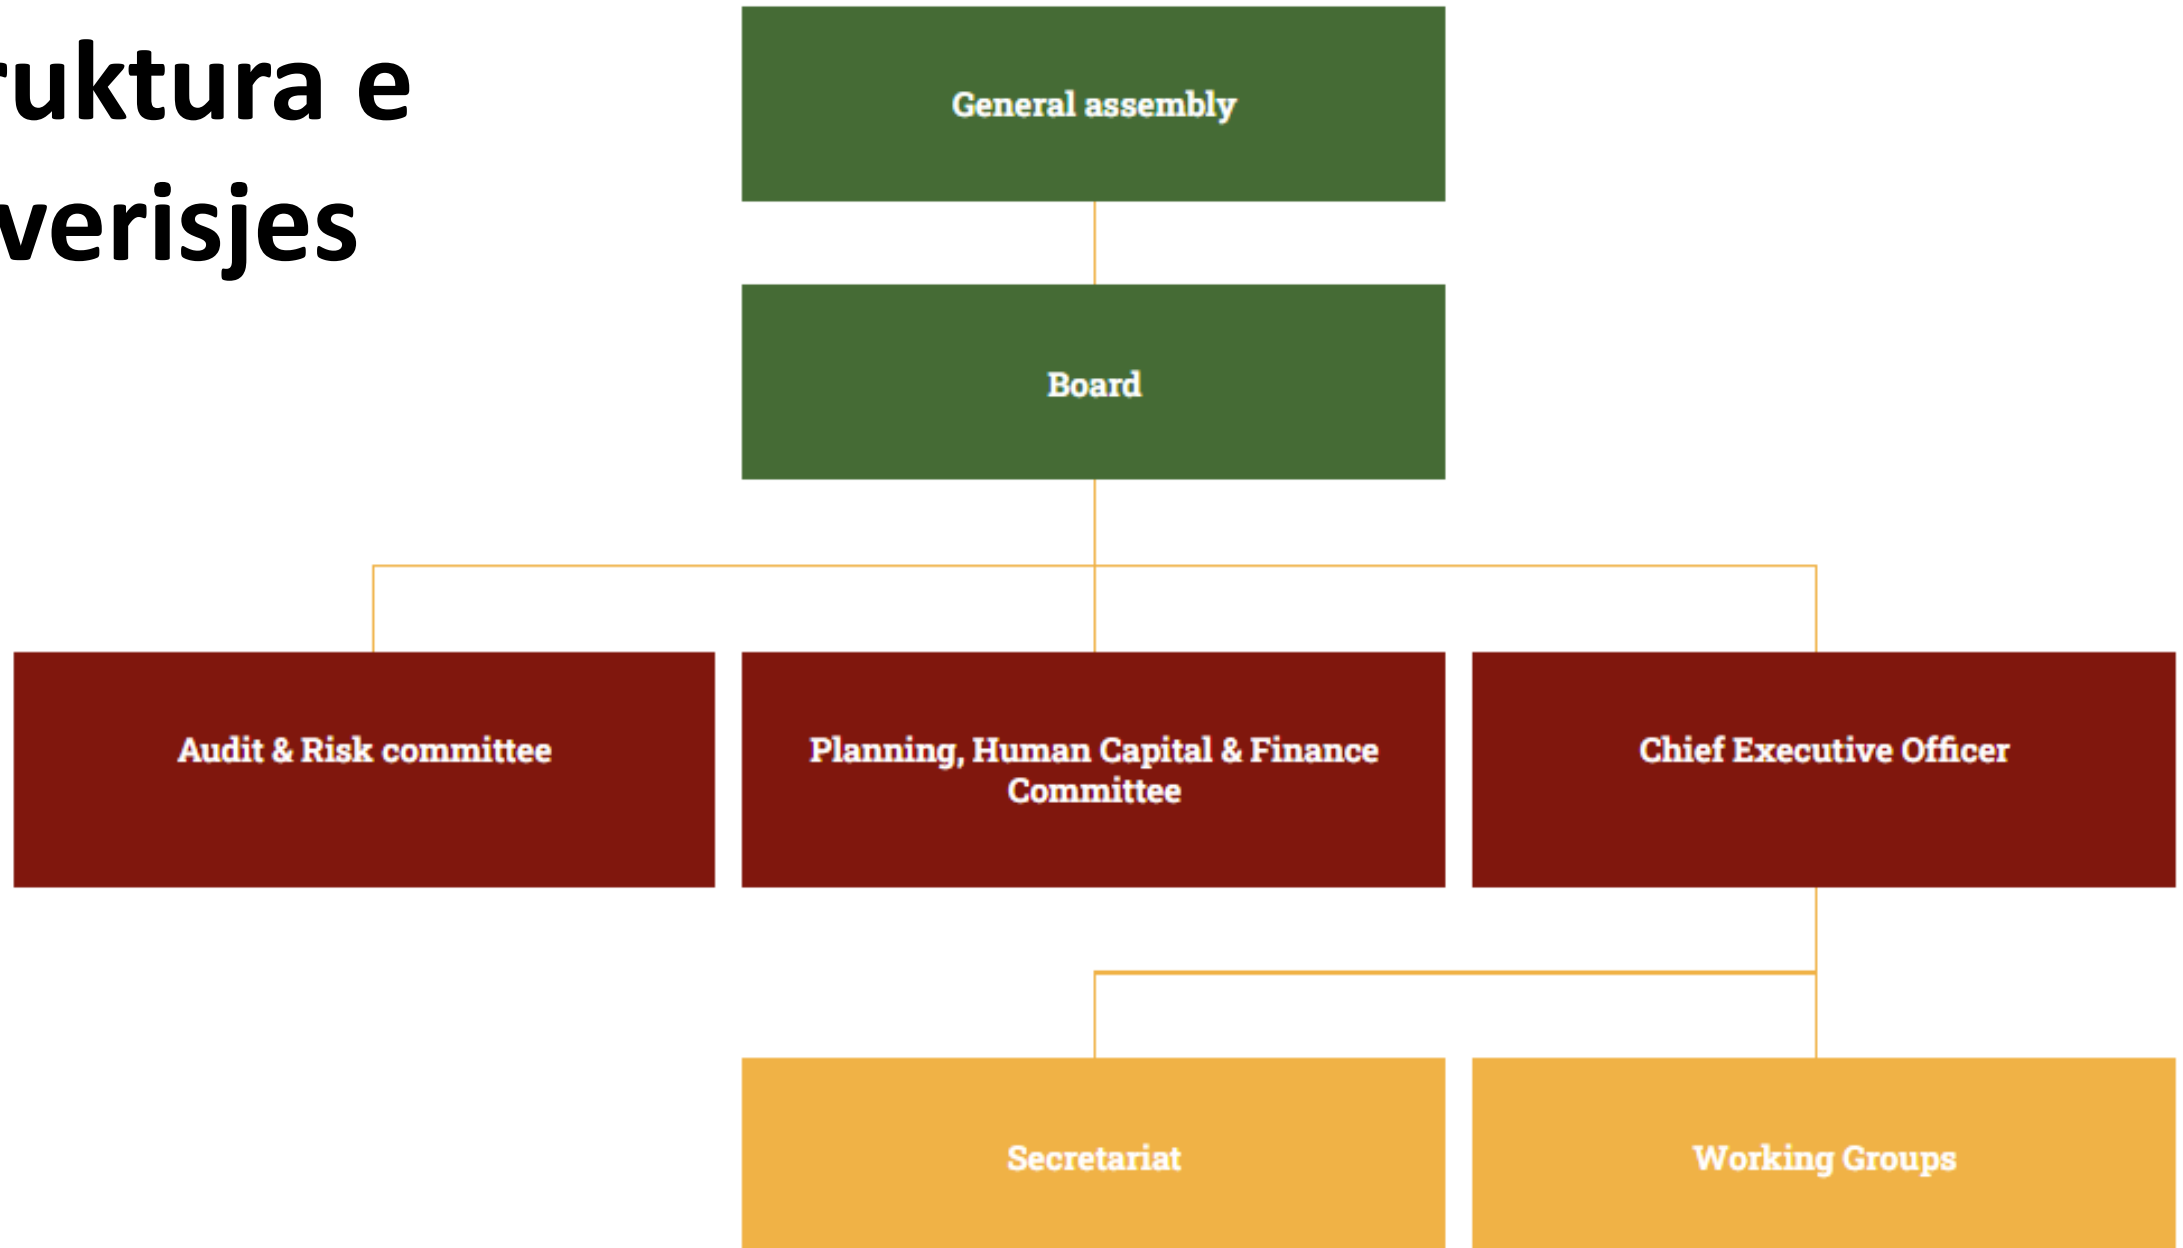 ruktura e
verisjes
General assembly
Board
Audit & Risk committee
Planning, Human Capital & Finance
Committee
Chief Executive Officer
Secretariat
Working Groups